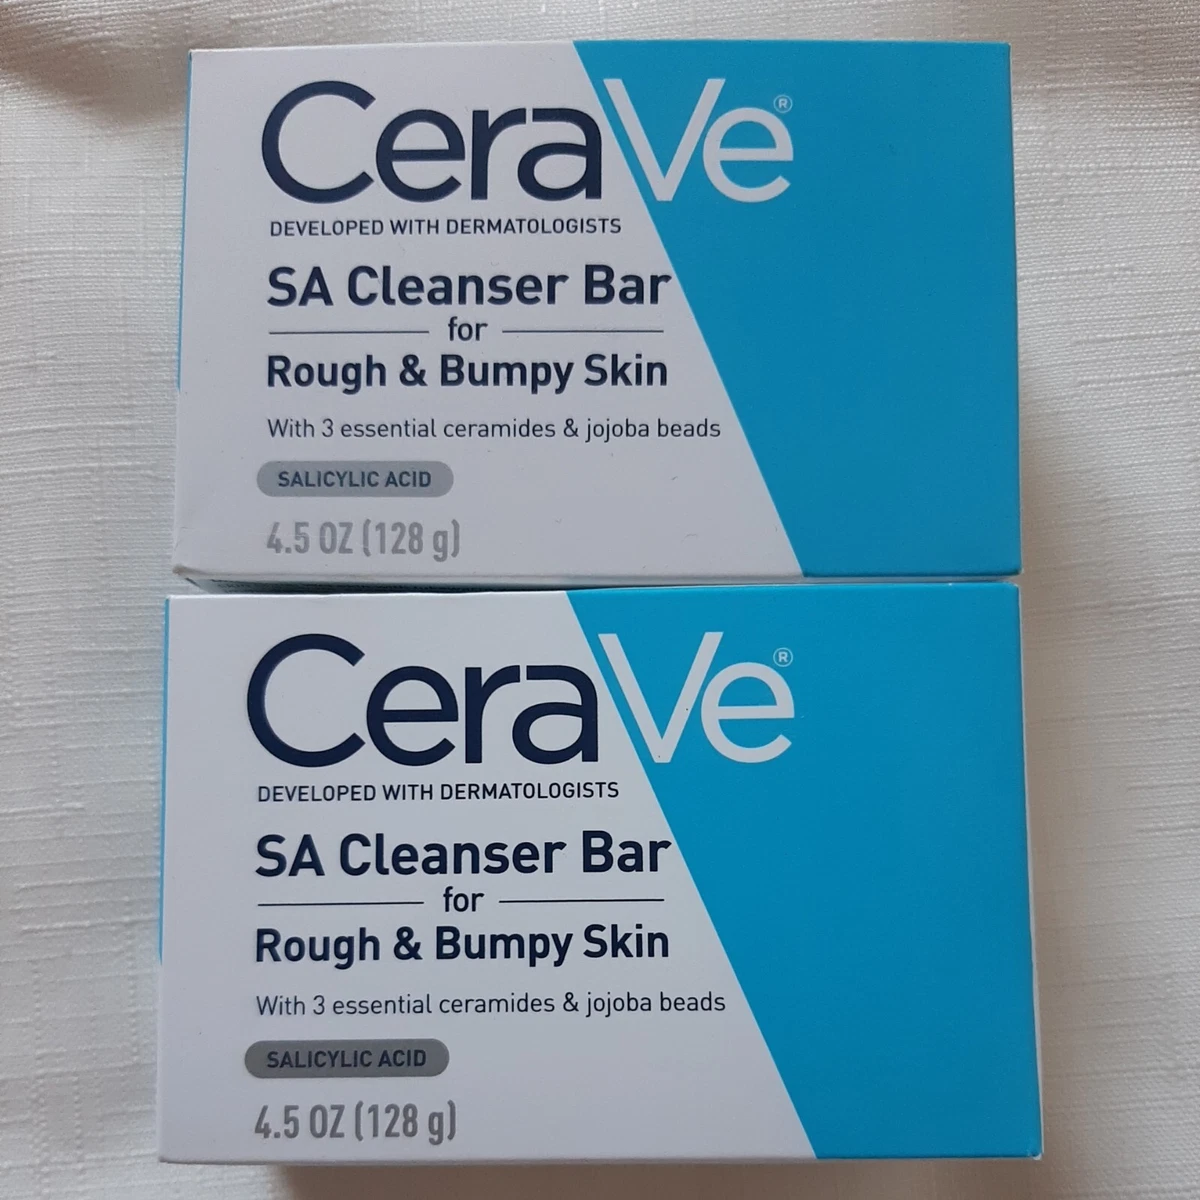 CeraVe®
DEVELOPED WITH DERMATOLOGISTS
SA Cleanser Bar
for
Rough & Bumpy Skin
With 3 essential ceramides & jojoba beads
SALICYLIC ACID
4.5 OZ (128 g)
CeraVe®
DEVELOPED WITH DERMATOLOGISTS
SA Cleanser Bar
for
Rough & Bumpy Skin
With 3 essential ceramides & jojoba beads
SALICYLIC ACID
4.5 OZ (128 g)